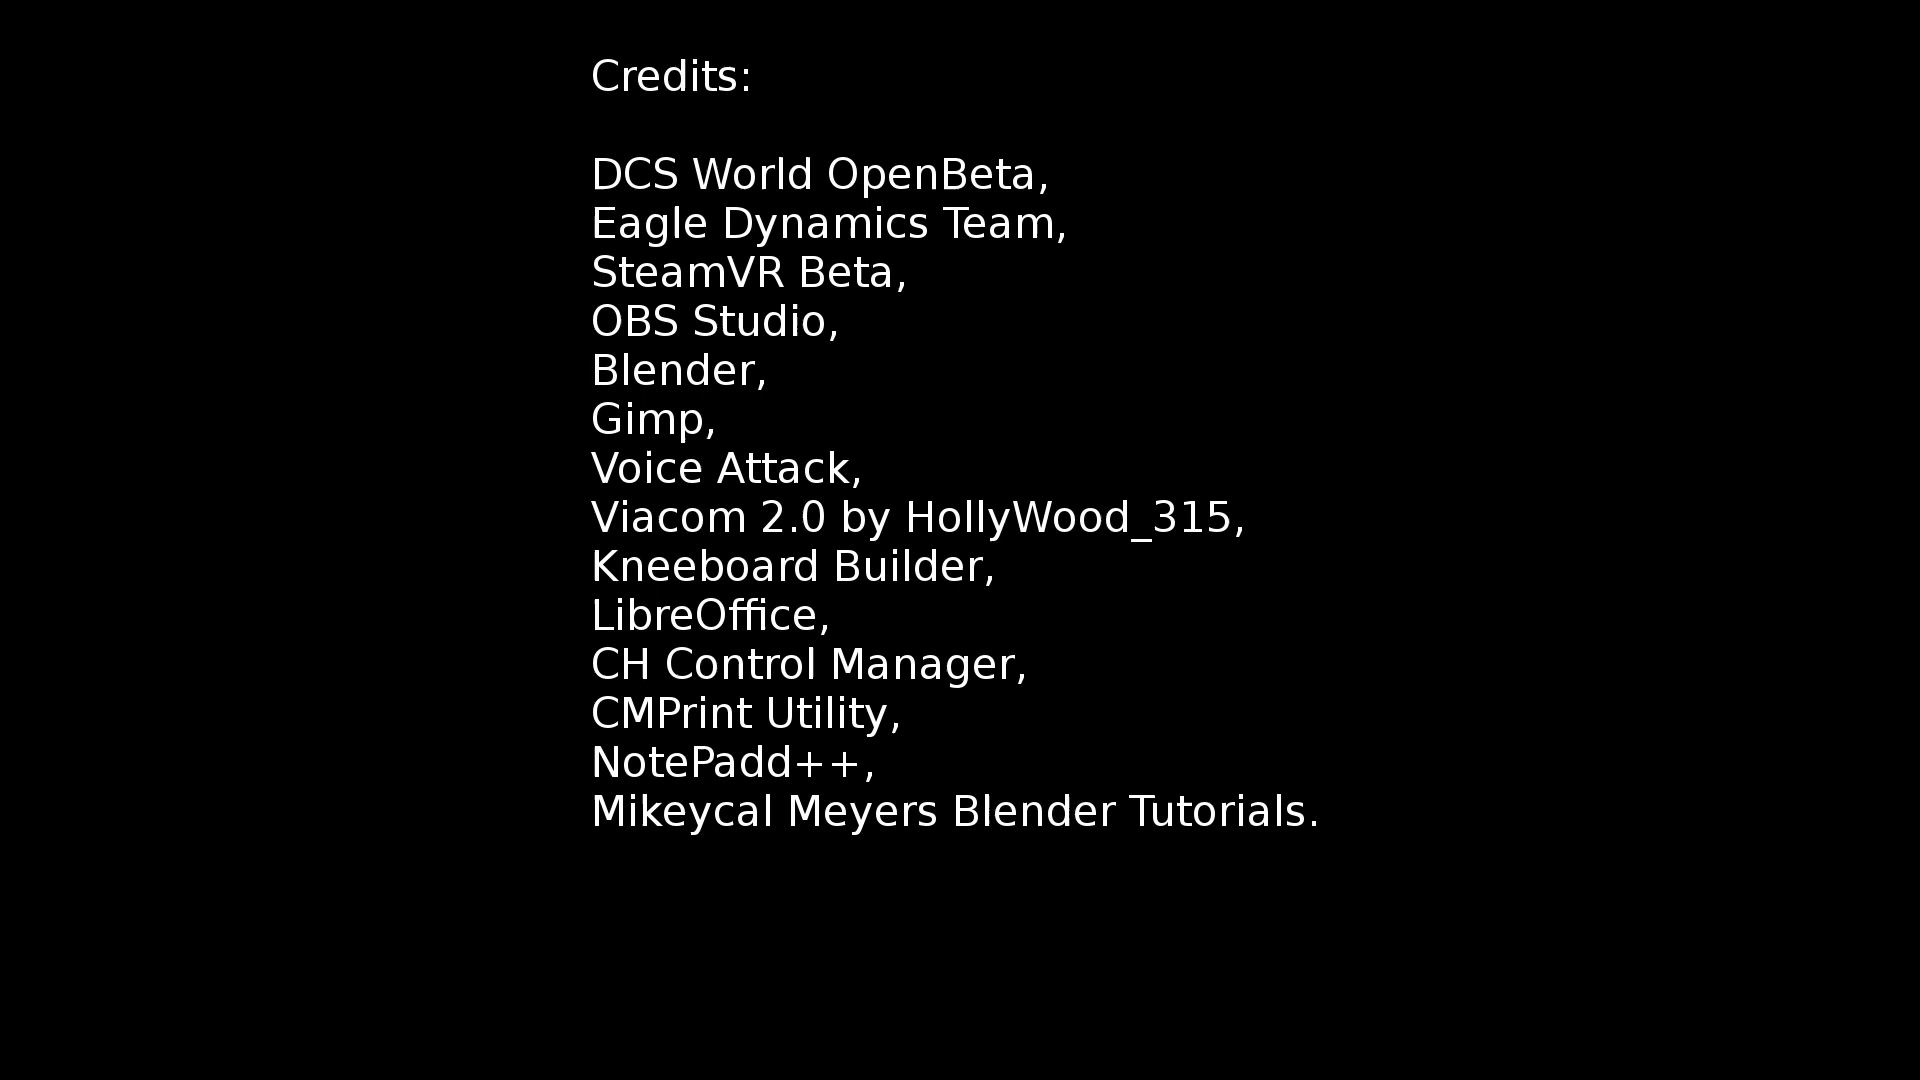 Credits:
DCS World OpenBeta,
Eagle Dynamics Team,
SteamVR Beta,
OBS Studio,
Blender,
Gimp,
Voice Attack,
Viacom 2.0 by HollyWood_315,
Kneeboard Builder,
LibreOffice,
CH Control Manager,
CMPrint Utility,
NotePadd++,
Mikeycal Meyers Blender Tutorials.